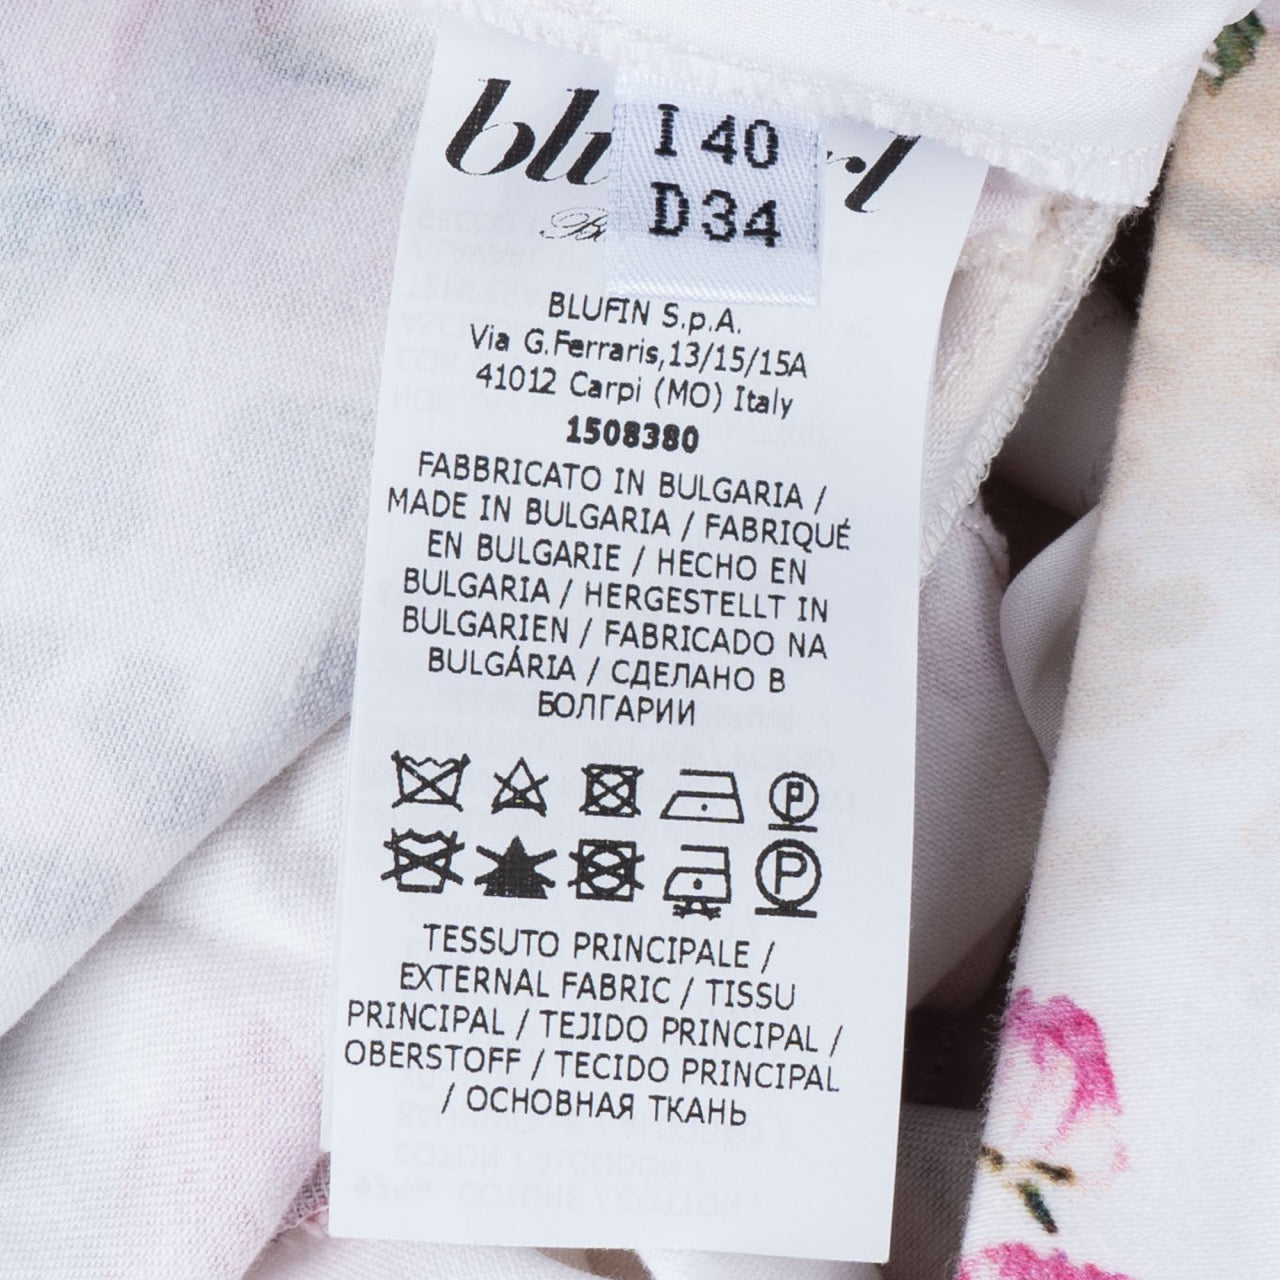 I 40
D 34
BLUFIN S.p.A.
Via G.Ferraris,13/15/15A
41012 Carpi (MO) Italy
1508380
FABBRICATO IN BULGARIA /
MADE IN BULGARIA / FABRIQUÉ
EN BULGARIE / HECHO EN
BULGARIA / HERGESTELLT IN
BULGARIEN / FABRICADO NA
BULGÁRIA / СДЕЛАНО В
БОЛГАРИИ
P
P
TESSUTO PRINCIPALE /
EXTERNAL FABRIC / TISSU
PRINCIPAL / TEJIDO PRINCIPAL /
OBERSTOFF / TECIDO PRINCIPAL
/ ОСНОВНАЯ ТКАНЬ